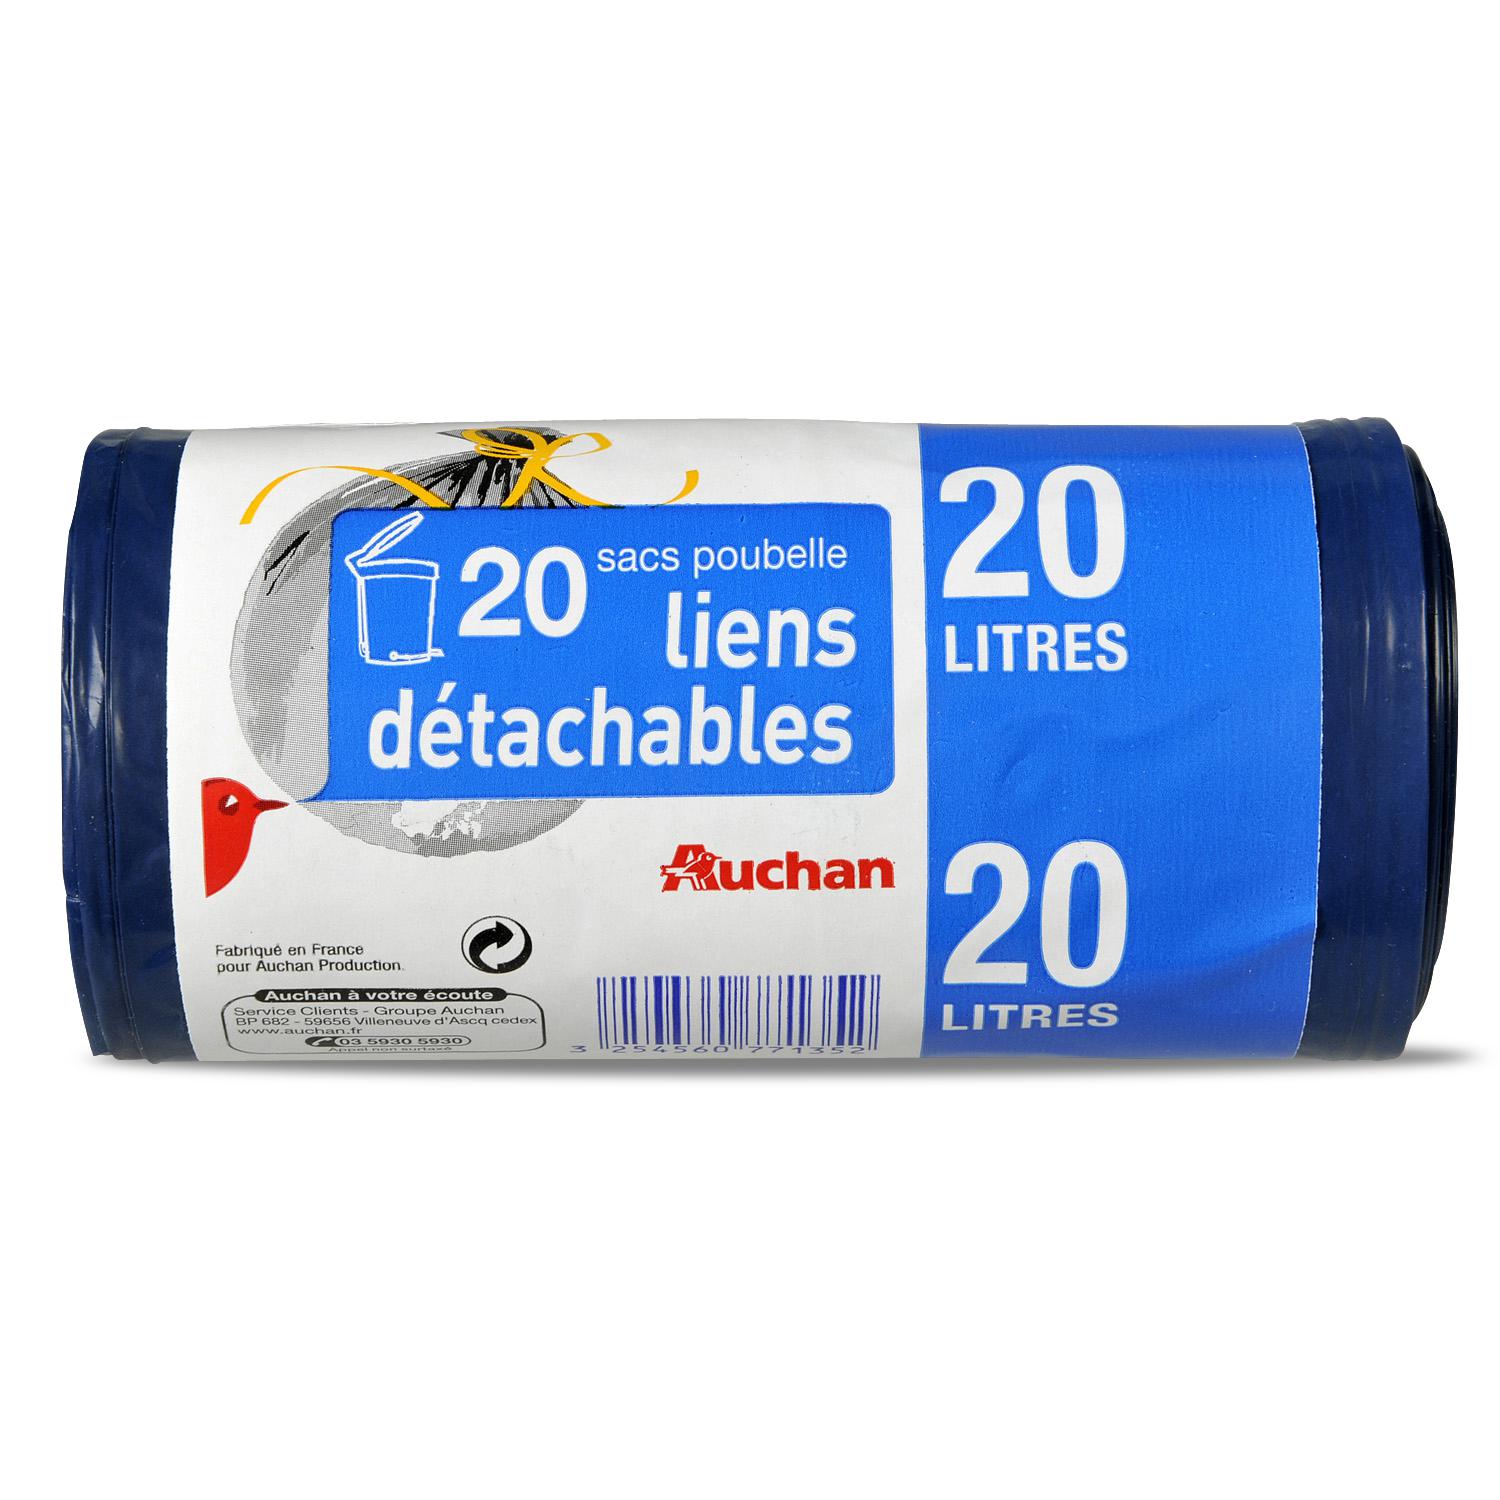 20 sacs poubelle
liens
détachables
20
LITRES
Auchan
20
LITRES
Fabriqué en France
pour Auchan Production.
Auchan à votre écoute
Service Clients - Groupe Auchan
BP 682 - 59656 Villeneuve d'Ascq cedex
www.auchan.fr
03 5930 5930
Appel non surtaxé
3 254560 771352